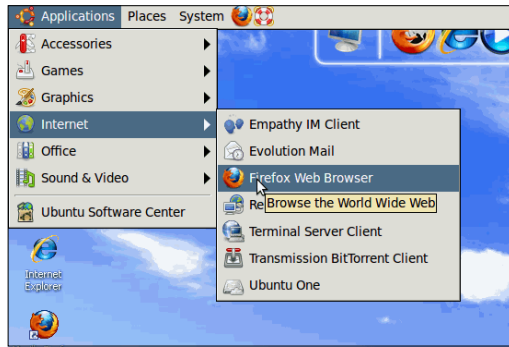 Applications Places System
Accessories
Games
Graphics
Internet
Office
Sound & Video
Ubuntu Software Center
Empathy IM Client
Evolution Mail
Firefox Web Browser
Re
Browse the World Wide Web
Terminal Server Client
Transmission BitTorrent Client
Ubuntu One
Internet
Explorer